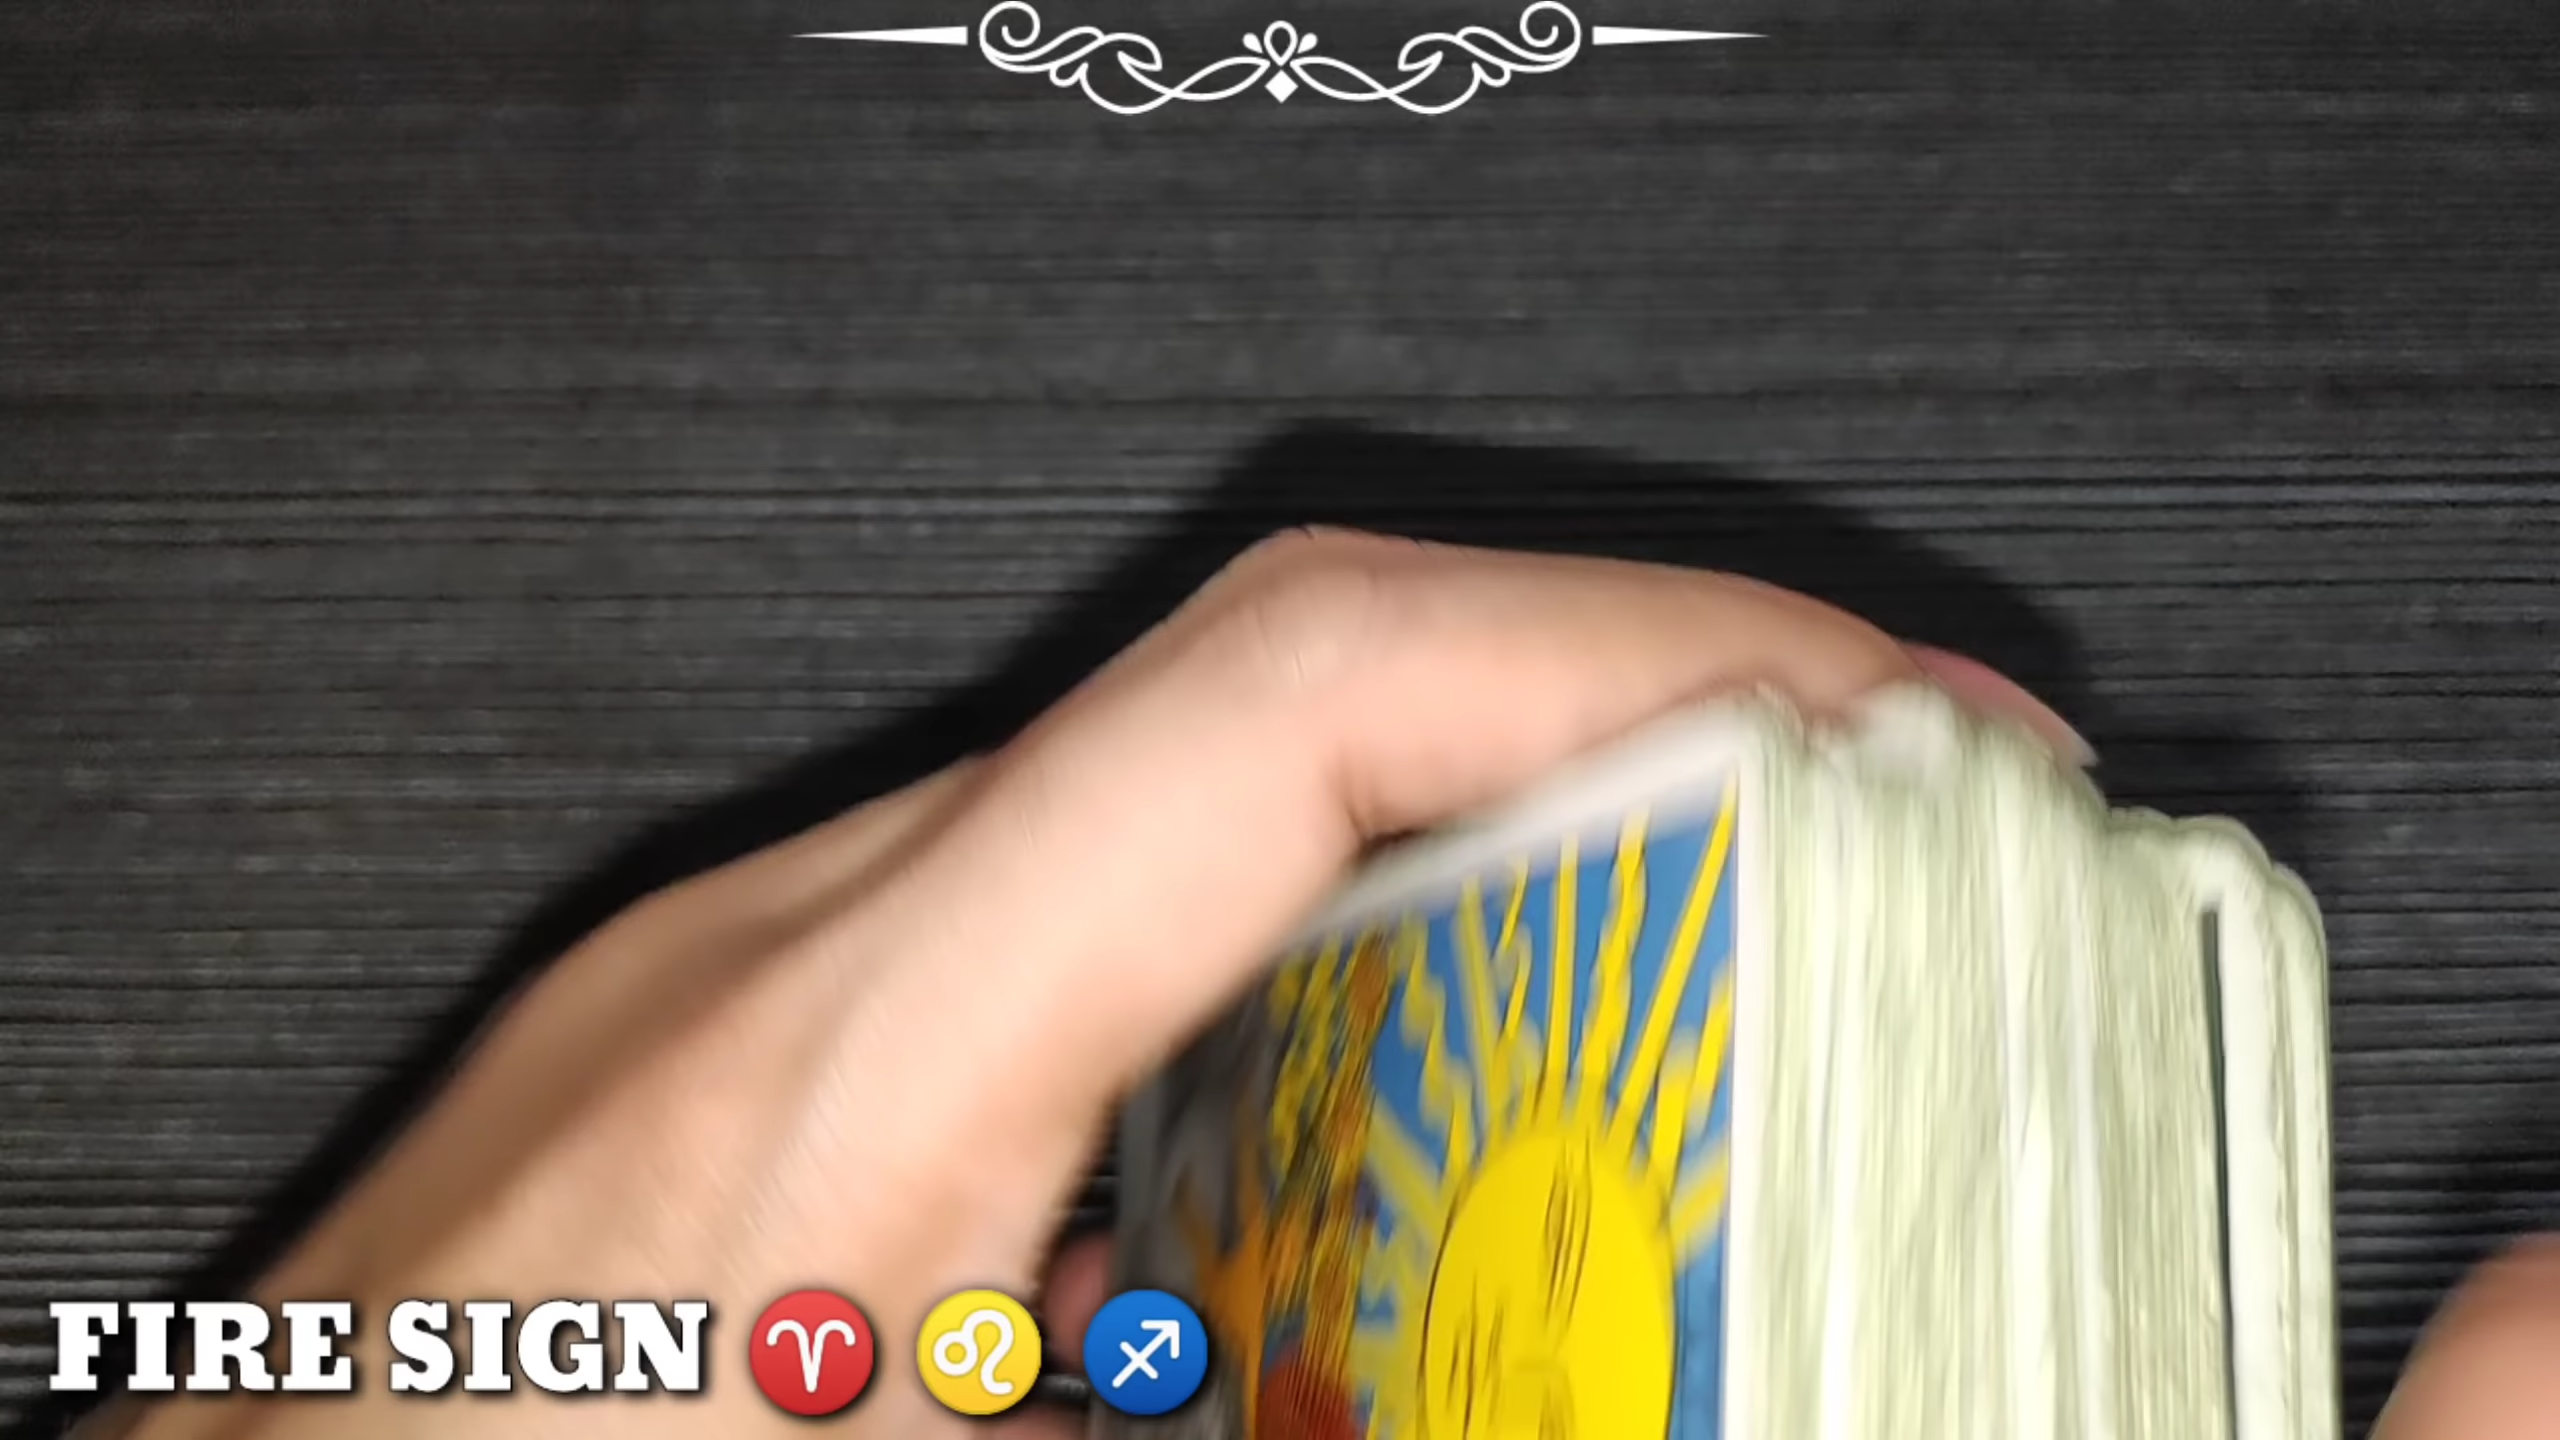 FIRE SIGN ♈ ♌ ♐